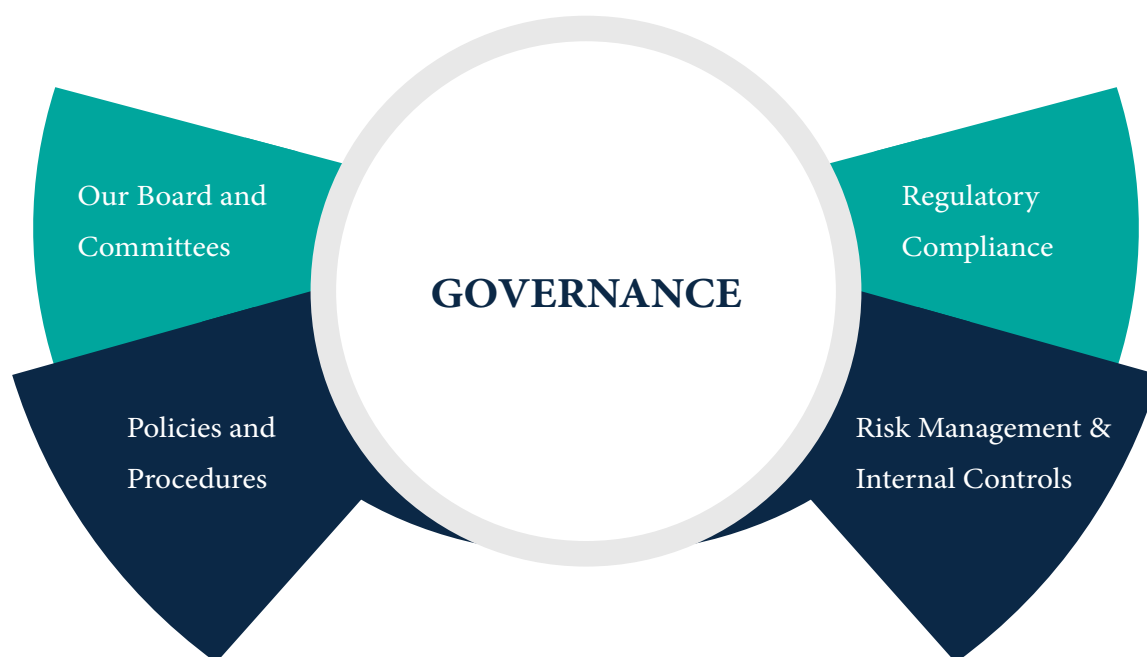 Our Board and
Committees
Regulatory
Compliance
GOVERNANCE
Policies and
Procedures
Risk Management &
Internal Controls